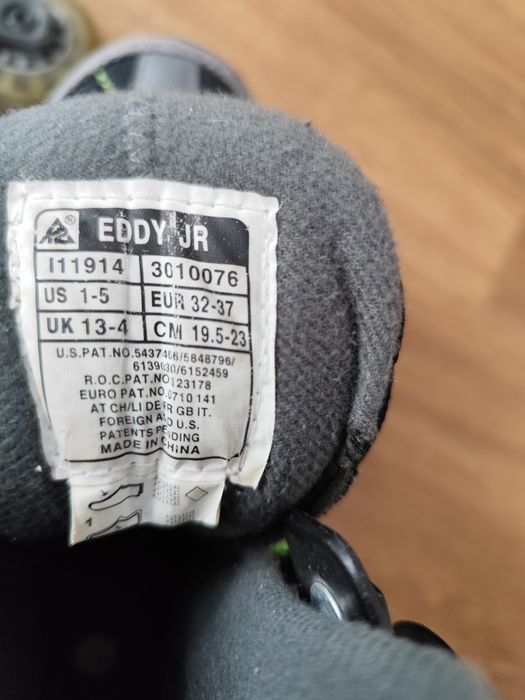 ® EDDY JR
I11914 3010076
US 1-5 EUR 32-37
UK 13-4 CM 19.5-23
U.S.PAT.NO.5437466/5848796/
6139030/6152459
R.O.C.PAT.NO 123178
EURO PAT.NO.0710 141
AT CH/LI DE FR GB IT.
FOREIGN AND U.S.
PATENTS PENDING
MADE IN CHINA
1